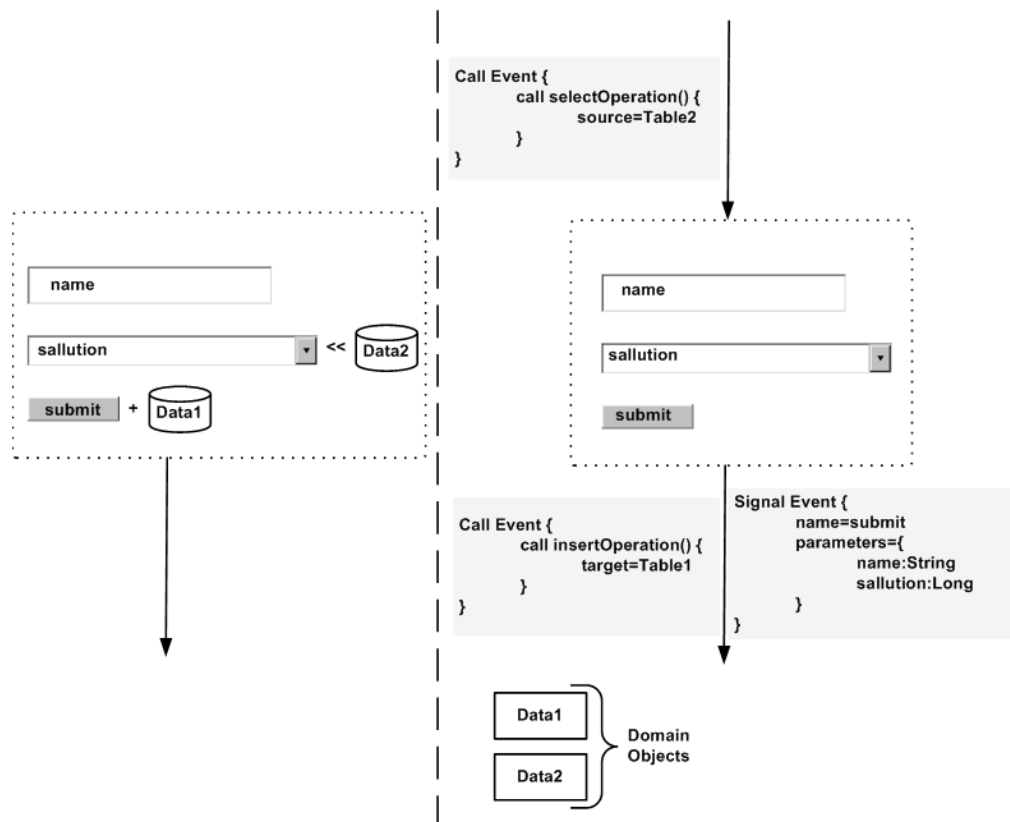 name
sallution
<<
Data2
submit
+
Data1
Call Event {
call selectOperation() {
source=Table2
}
}
name
sallution
submit
Call Event {
call insertOperation() {
target=Table1
}
}
Signal Event {
name=submit
parameters={
name:String
sallution:Long
}
}
Data1
Data2
Domain
Objects